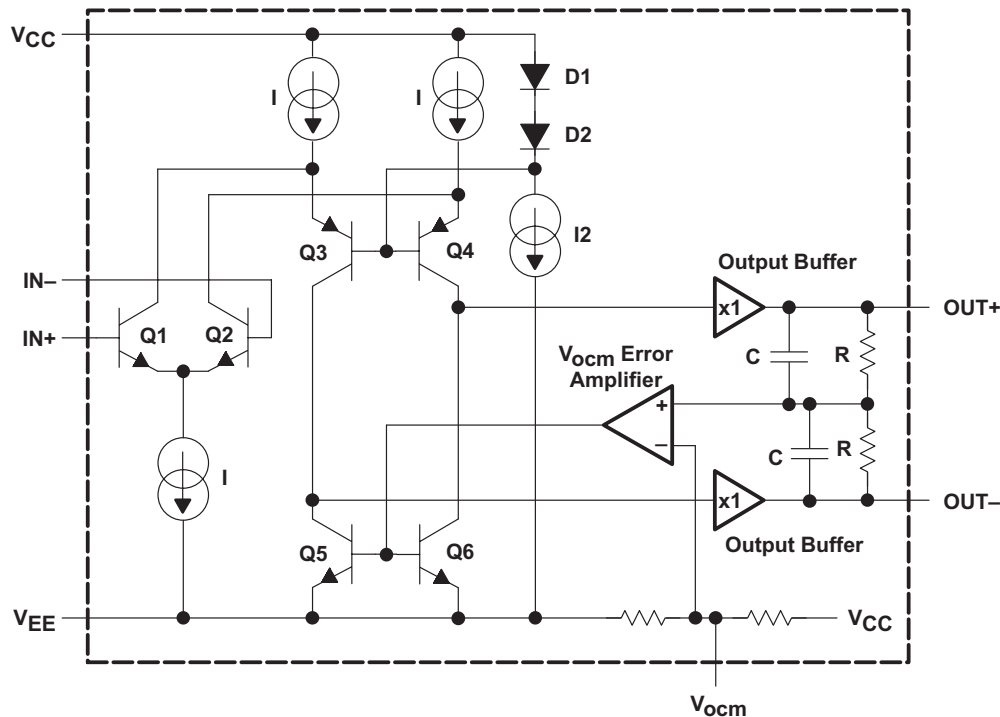 VCC
I
I
D1
D2
Q3
Q4
I2
IN–
IN+
Q1
Q2
Output Buffer
x1
OUT+
Vocm Error
Amplifier
C
R
+
–
C
R
I
x1
OUT–
Output Buffer
Q5
Q6
VEE
VCC
Vocm